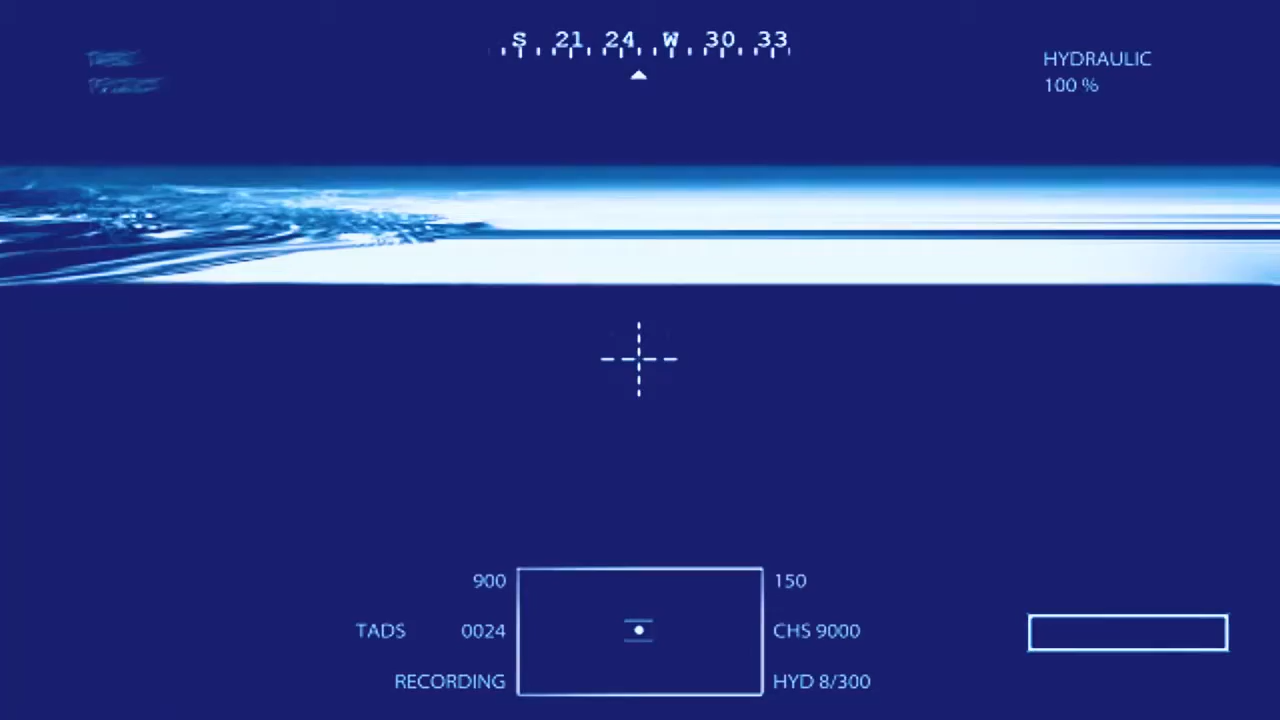 S 21 24 W 30 33
HYDRAULIC
100 %
900
150
TADS 0024
CHS 9000
RECORDING
HYD 8/300